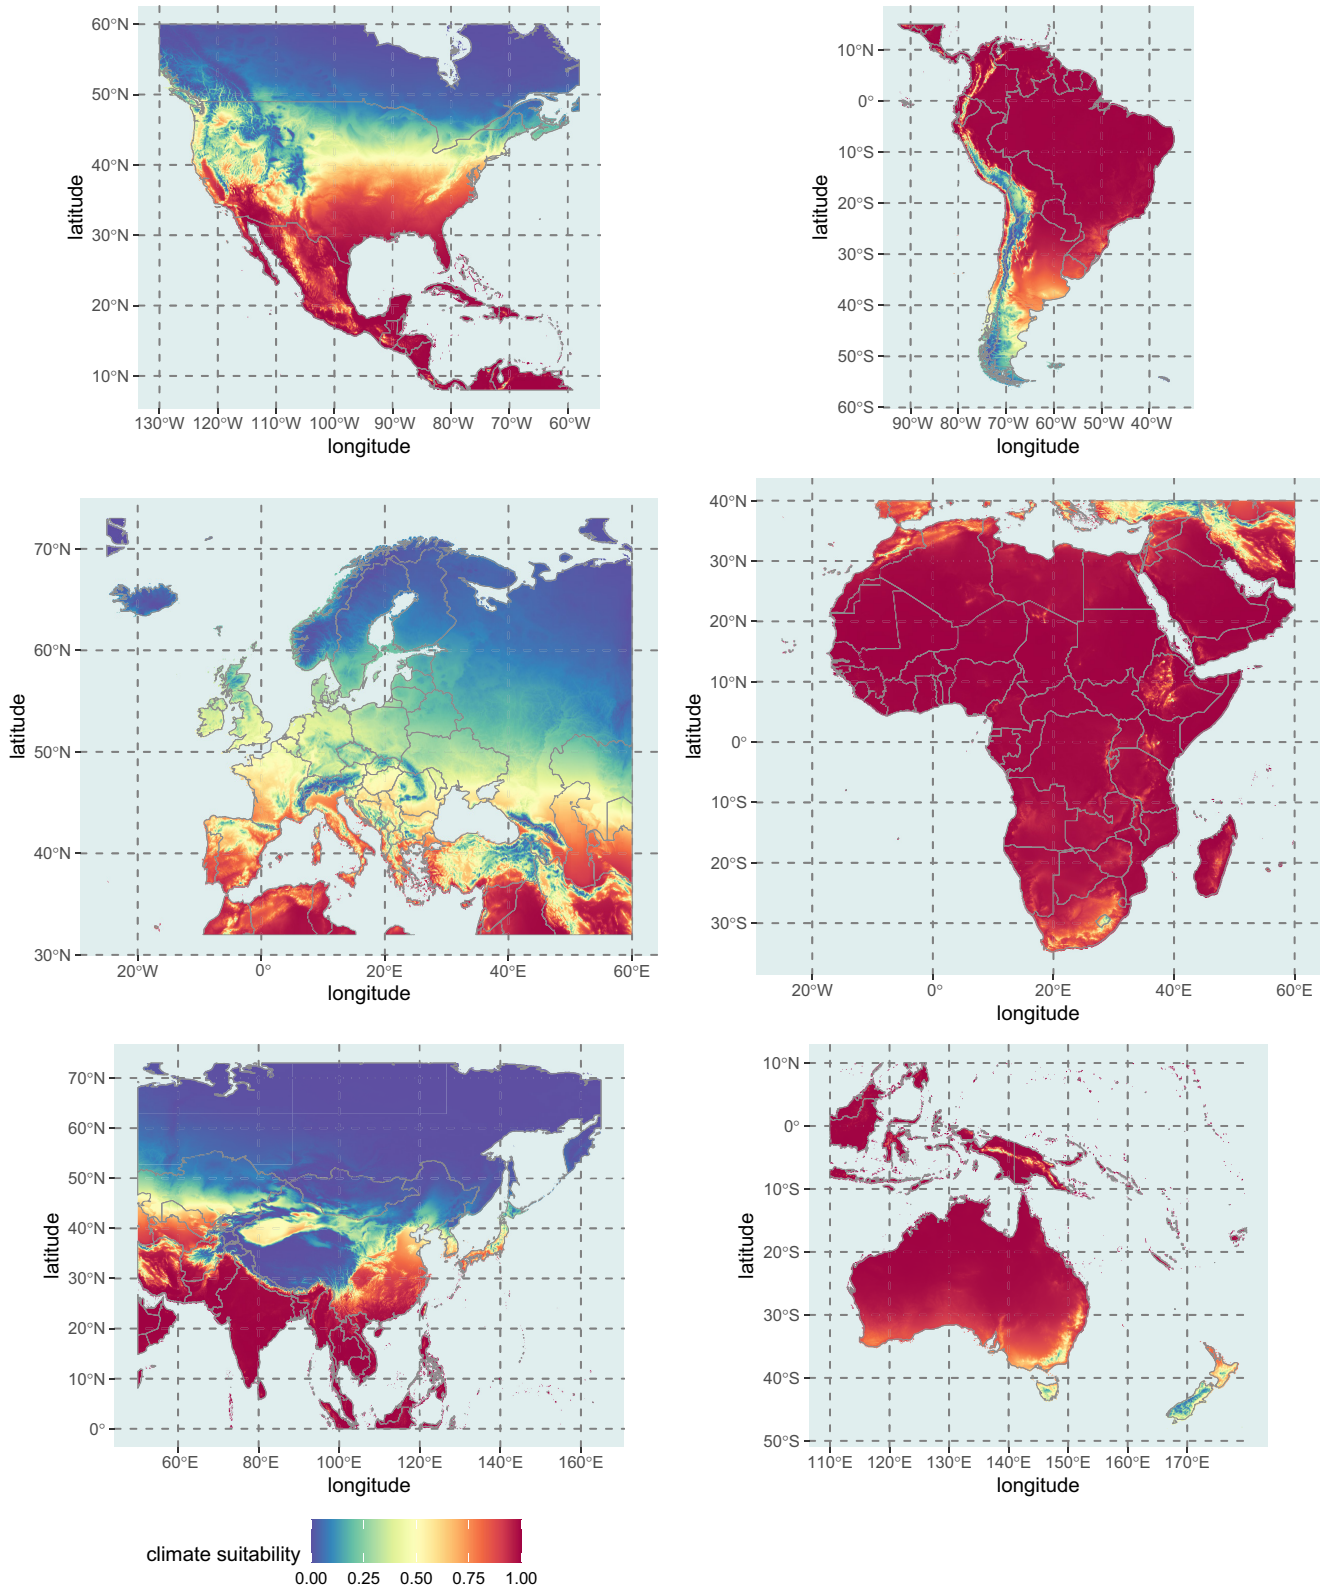 60°N
50°N
40°N
30°N
20°N
10°N
latitude
130°W 120°W 110°W 100°W 90°W 80°W 70°W 60°W
longitude
10°N
0°
10°S
20°S
30°S
40°S
50°S
60°S
latitude
90°W 80°W 70°W 60°W 50°W 40°W
longitude
70°N
60°N
50°N
40°N
30°N
latitude
20°W 0° 20°E 40°E 60°E
longitude
40°N
30°N
20°N
10°N
0°
10°S
20°S
30°S
latitude
20°W 0° 20°E 40°E 60°E
longitude
70°N
60°N
50°N
40°N
30°N
20°N
10°N
0°
latitude
60°E 80°E 100°E 120°E 140°E 160°E
longitude
10°N
0°
10°S
20°S
30°S
40°S
50°S
latitude
110°E 120°E 130°E 140°E 150°E 160°E 170°E
longitude
climate suitability
0.00 0.25 0.50 0.75 1.00